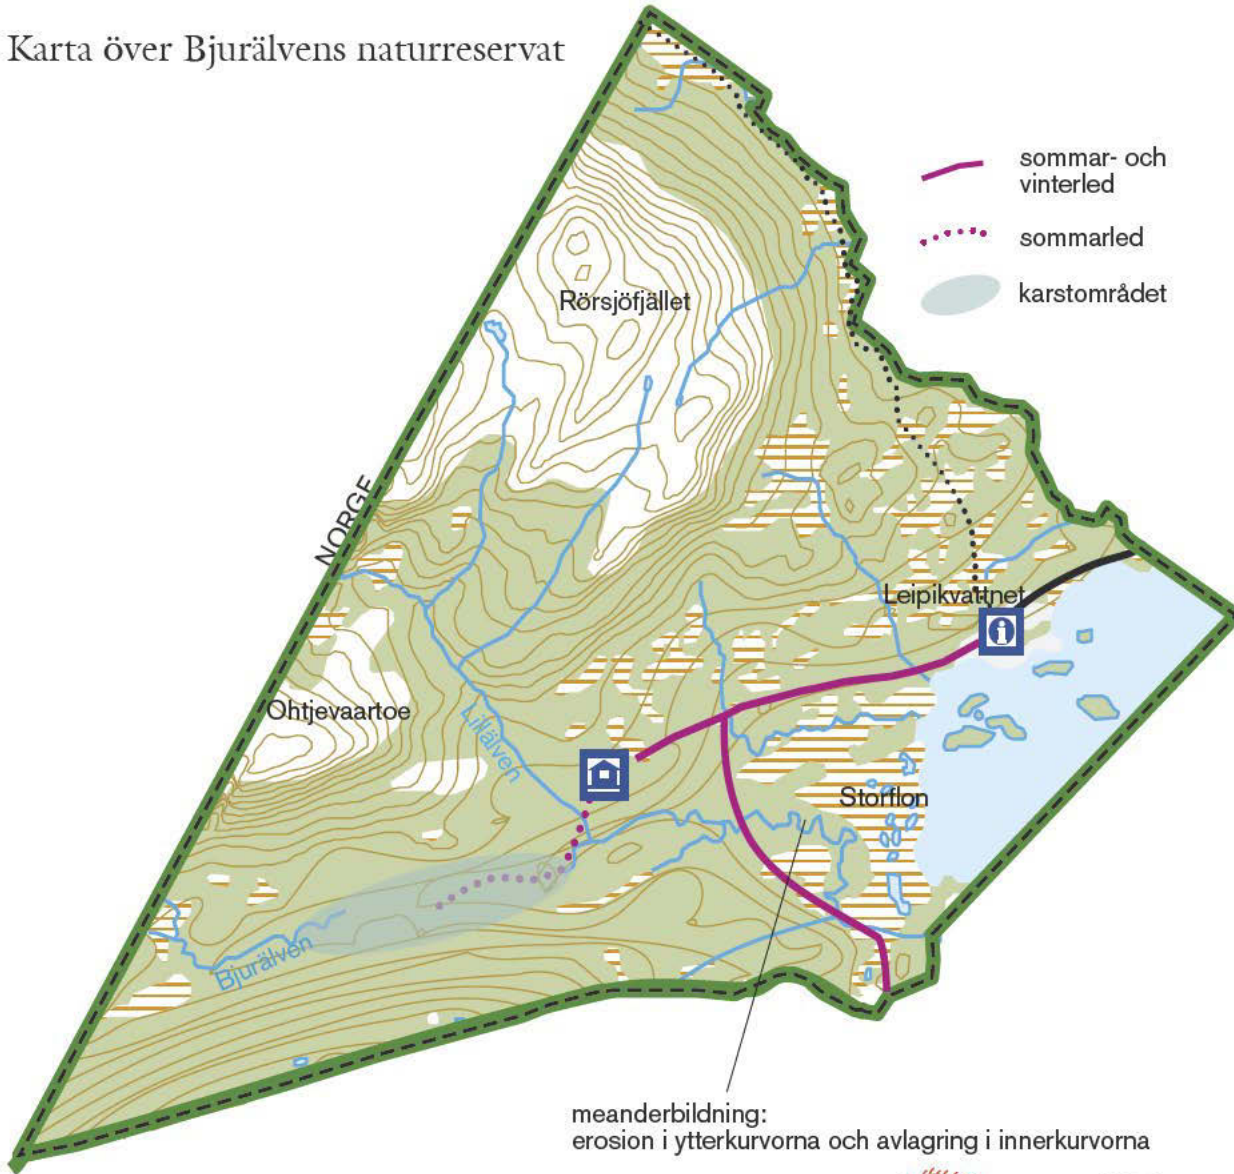 Karta över Bjurälvens naturreservat
sommar- och
vinterled
sommarled
karstområdet
Rörsjöfjället
NORGE
Leipikvattnet
Ohtjevaartoe
Lillälven
Storflon
Bjurälven
meanderbildning:
erosion i ytterkurvorna och avlagring i innerkurvorna